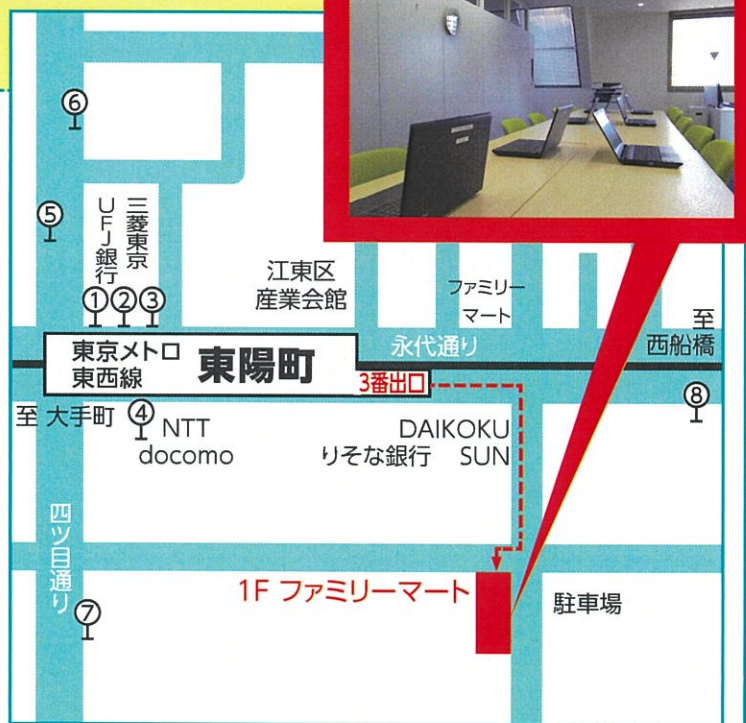 ⑥
⑤
三菱東京
UFJ銀行
①②③
江東区
産業会館
ファミリー
マート
至
西船橋
東京メトロ
東西線
東陽町
永代通り
3番出口
⑧
至 大手町
④
NTT
docomo
DAIKOKU
りそな銀行 SUN
四ツ目通り
1F ファミリーマート
駐車場
⑦